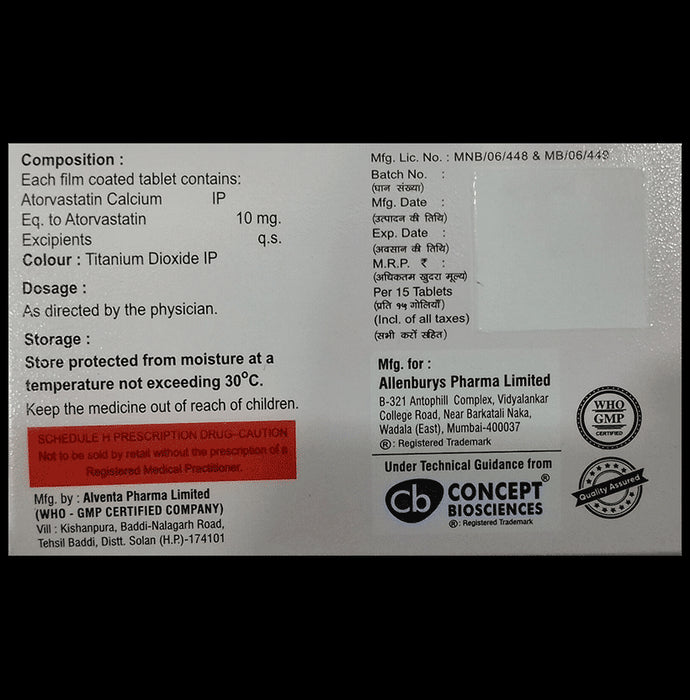 Composition :
Each film coated tablet contains:
Atorvastatin Calcium IP
Eq. to Atorvastatin 10 mg.
Excipients q.s.
Colour : Titanium Dioxide IP
Dosage :
As directed by the physician.
Storage :
Store protected from moisture at a
temperature not exceeding 30°C.
Keep the medicine out of reach of children.
SCHEDULE H PRESCRIPTION DRUG-CAUTION
Not to be sold by retail without the prescription of a
Registered Medical Practitioner.
Mfg. by : Alventa Pharma Limited
(WHO - GMP CERTIFIED COMPANY)
Vill : Kishanpura, Baddi-Nalagarh Road,
Tehsil Baddi, Distt. Solan (H.P.)-174101
Mfg. Lic. No. : MNB/06/448 & MB/06/449
Batch No. :
(घान संख्या)
Mfg. Date :
(उत्पादन की तिथि)
Exp. Date :
(अवसान की तिथि)
M.R.P. ₹ :
(अधिकतम खुदरा मूल्य)
Per 15 Tablets
(प्रति १५ गोलियाँ)
(Incl. of all taxes)
(सभी करों सहित)
Mfg. for :
Allenburys Pharma Limited
B-321 Antophill Complex, Vidyalankar
College Road, Near Barkatali Naka,
Wadala (East), Mumbai-400037
®: Registered Trademark
Under Technical Guidance from
Cb CONCEPT®
BIOSCIENCES
®: Registered Trademark
WHO
GMP
CERTIFIED
Quality Assured